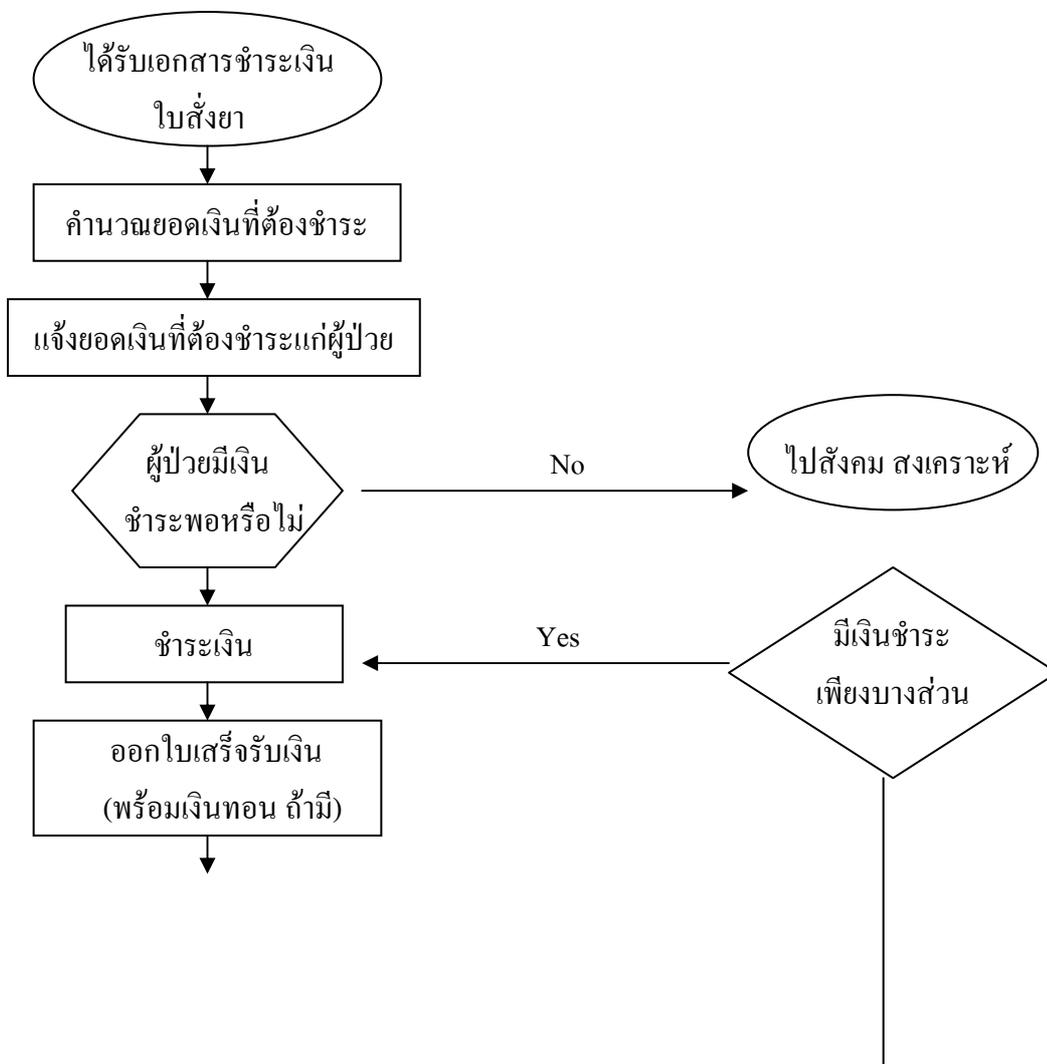 ได้รับเอกสารชำระเงิน
ใบสั่งยา
คำนวณยอดเงินที่ต้องชำระ
แจ้งยอดเงินที่ต้องชำระแก่ผู้ป่วย
ผู้ป่วยมีเงิน
ชำระพอหรือไม่
No
ไปสังคม สงเคราะห์
ชำระเงิน
Yes
มีเงินชำระ
เพียงบางส่วน
ออกใบเสร็จรับเงิน
(พร้อมเงินทอน ถ้ามี)